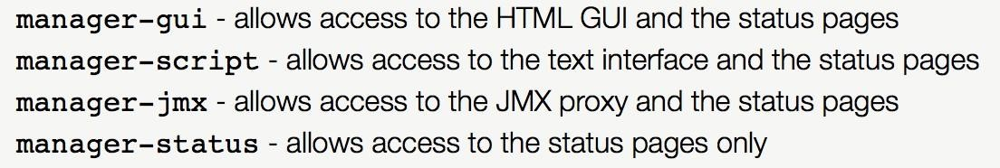 manager-gui - allows access to the HTML GUI and the status pages
manager-script - allows access to the text interface and the status pages
manager-jmx - allows access to the JMX proxy and the status pages
manager-status - allows access to the status pages only